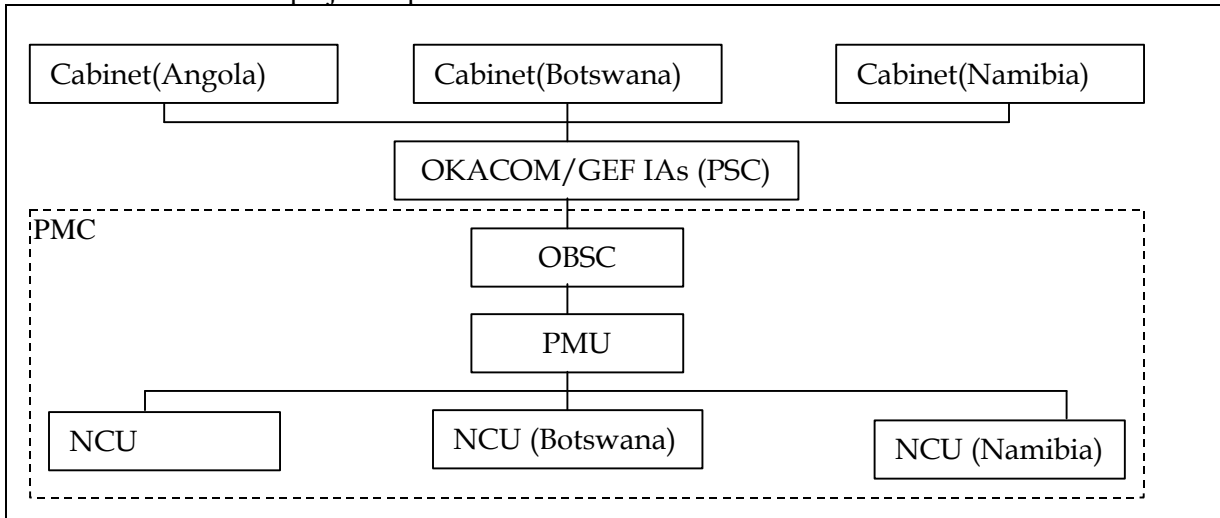 Cabinet(Angola)
Cabinet(Botswana)
Cabinet(Namibia)
OKACOM/GEF IAs (PSC)
PMC
OBSC
PMU
NCU
NCU (Botswana)
NCU (Namibia)